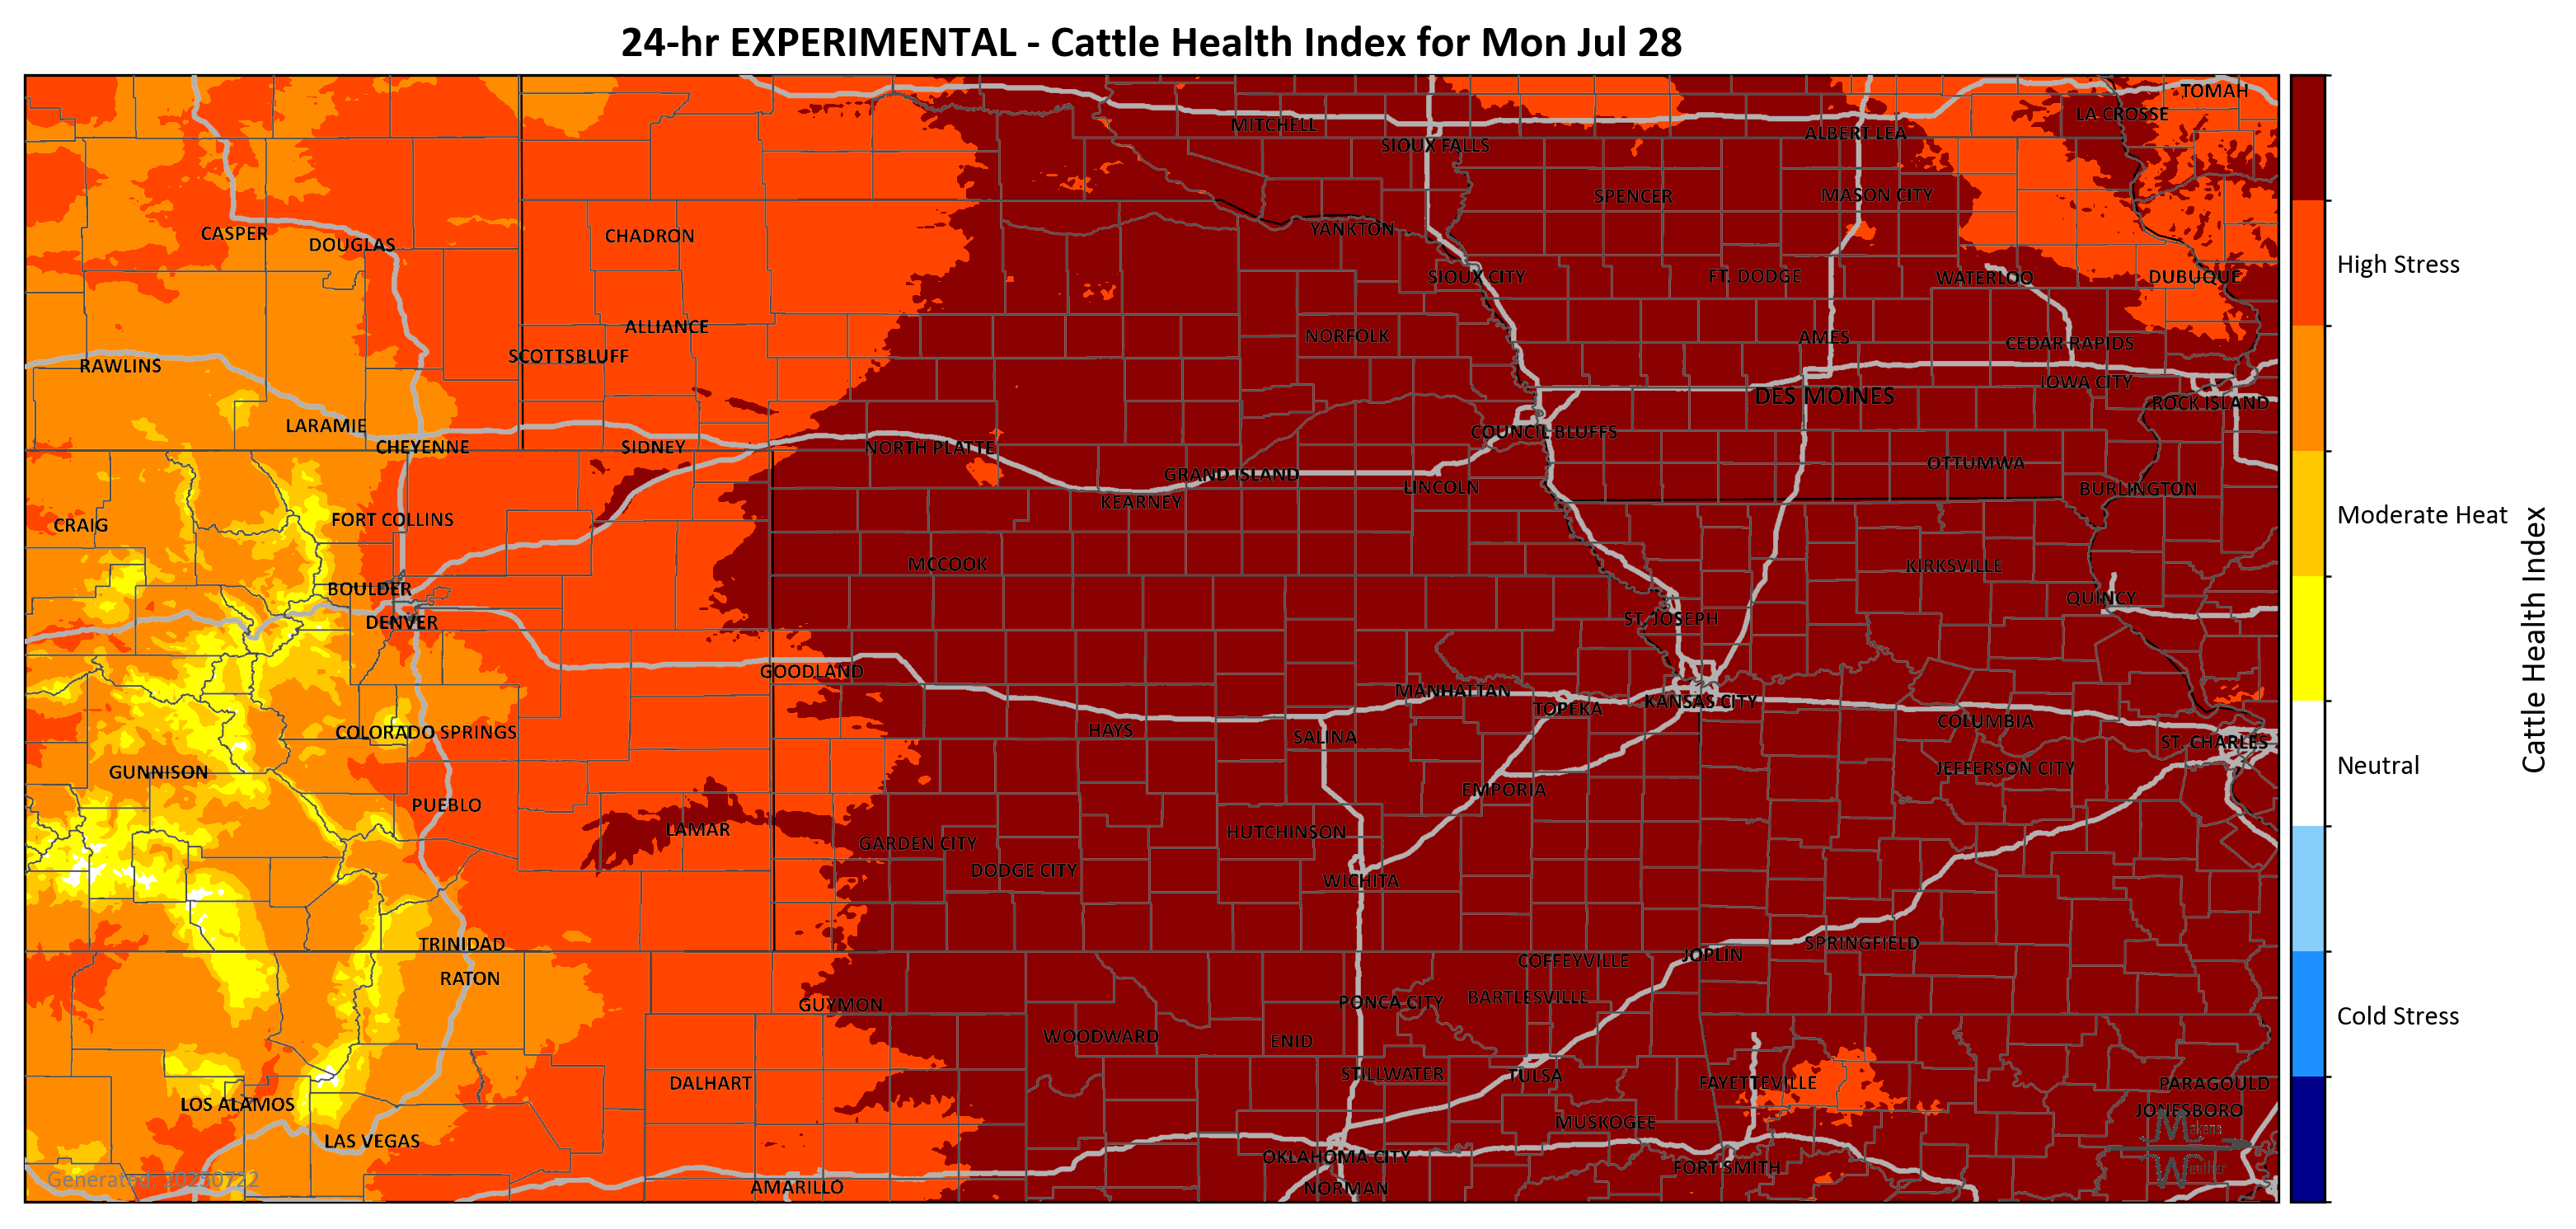 24-hr EXPERIMENTAL - Cattle Health Index for Mon Jul 28
TOMAH
LA CROSSE
MITCHELL
ALBERT LEA
SIOUX FALLS
SPENCER
MASON CITY
CASPER
DOUGLAS
CHADRON
YANKTON
SIOUX CITY
FT. DODGE
WATERLOO
DUBUQUE
High Stress
ALLIANCE
NORFOLK
AMES
CEDAR RAPIDS
SCOTTSBLUFF
RAWLINS
IOWA CITY
DES MOINES
ROCK ISLAND
LARAMIE
CHEYENNE
SIDNEY
NORTH PLATTE
COUNCIL BLUFFS
GRAND ISLAND
OTTUMWA
LINCOLN
BURLINGTON
KEARNEY
CRAIG
FORT COLLINS
Moderate Heat
MCCOOK
KIRKSVILLE
BOULDER
QUINCY
DENVER
ST. JOSEPH
Cattle Health Index
GOODLAND
MANHATTAN
KANSAS CITY
TOPEKA
COLUMBIA
COLORADO SPRINGS
HAYS
SALINA
ST. CHARLES
GUNNISON
JEFFERSON CITY
Neutral
EMPORIA
PUEBLO
LAMAR
HUTCHINSON
GARDEN CITY
DODGE CITY
WICHITA
TRINIDAD
SPRINGFIELD
JOPLIN
COFFEYVILLE
RATON
GUYMON
PONCA CITY
BARTLESVILLE
Cold Stress
WOODWARD
ENID
STILLWATER
TULSA
DALHART
FAYETTEVILLE
PARAGOULD
LOS ALAMOS
JONESBORO
MUSKOGEE
LAS VEGAS
OKLAHOMA CITY
FORT SMITH
Weather
Generated: 20250722
AMARILLO
NORMAN